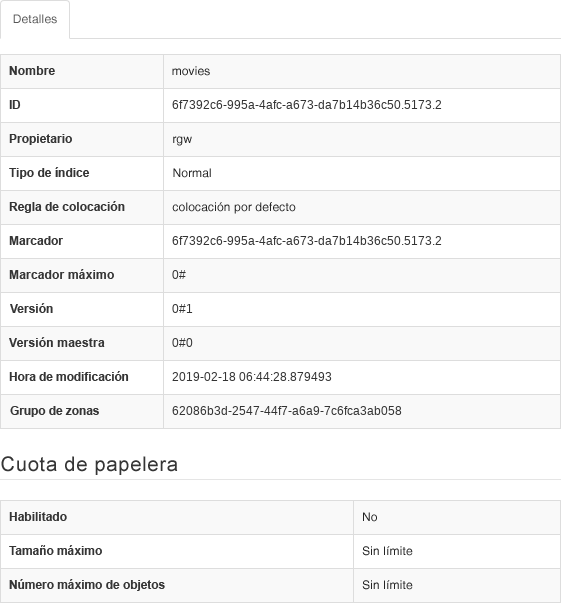 Detalles
Nombre movies
ID 6f7392c6-995a-4afc-a673-da7b14b36c50.5173.2
Propietario rgw
Tipo de índice Normal
Regla de colocación colocación por defecto
Marcador 6f7392c6-995a-4afc-a673-da7b14b36c50.5173.2
Marcador máximo 0#
Versión 0#1
Versión maestra 0#0
Hora de modificación 2019-02-18 06:44:28.879493
Grupo de zonas 62086b3d-2547-44f7-a6a9-7c6fca3ab058
Cuota de papelera
Habilitado No
Tamaño máximo Sin límite
Número máximo de objetos Sin límite